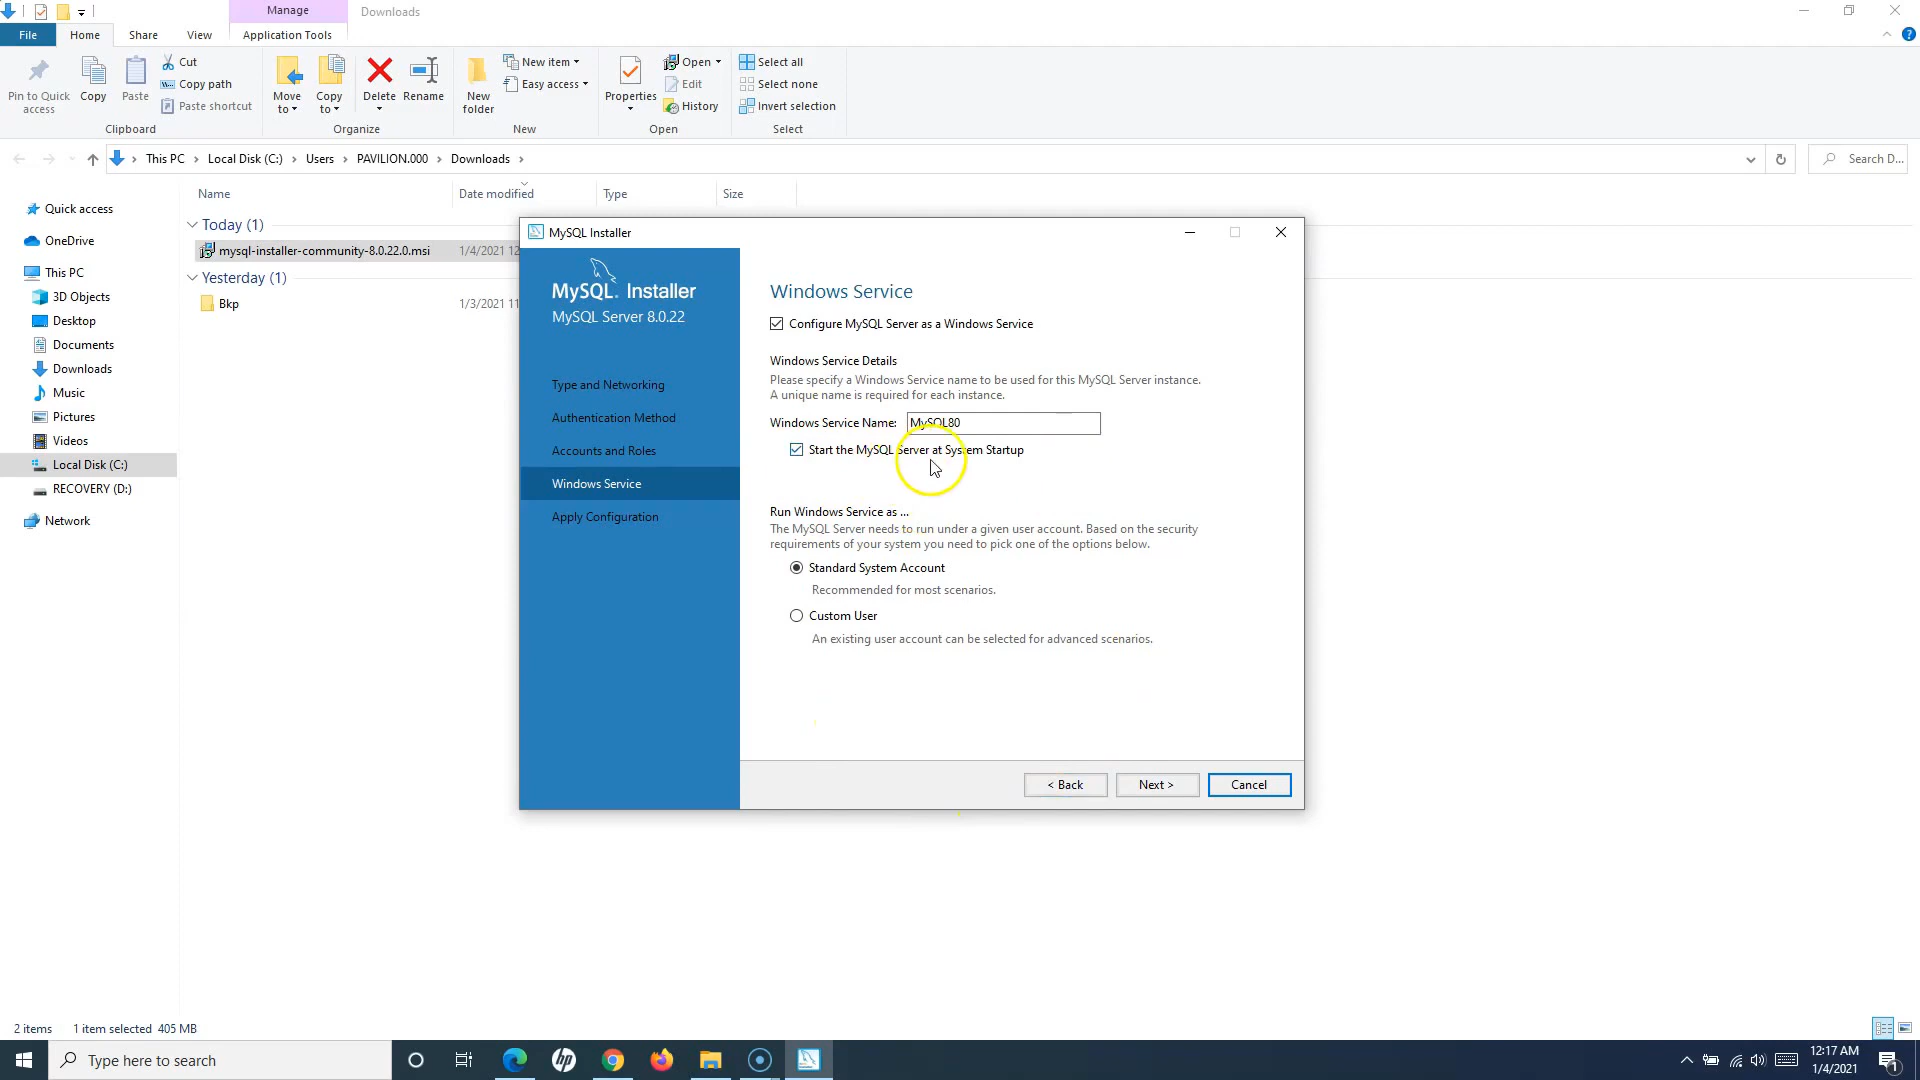 Manage
Downloads
File
Home
Share
View
Application Tools
Pin to Quick
access
Copy
Paste
Cut
Copy path
Paste shortcut
Move
to
Copy
to
Delete
Rename
New
folder
New item
Easy access
Properties
Open
Edit
History
Select all
Select none
Invert selection
Clipboard
Organize
New
Open
Select
This PC
Local Disk (C:)
Users
PAVILION.000
Downloads
Search D...
Name
Date modified
Type
Size
Quick access
OneDrive
This PC
3D Objects
Desktop
Documents
Downloads
Music
Pictures
Videos
Local Disk (C:)
RECOVERY (D:)
Network
Today (1)
mysql-installer-community-8.0.22.0.msi
1/4/2021 12
Yesterday (1)
Bkp
1/3/2021 11
MySQL Installer
MySQL. Installer
MySQL Server 8.0.22
Type and Networking
Authentication Method
Accounts and Roles
Windows Service
Apply Configuration
Windows Service
Configure MySQL Server as a Windows Service
Windows Service Details
Please specify a Windows Service name to be used for this MySQL Server instance.
A unique name is required for each instance.
Windows Service Name:
MySQL80
Start the MySQL Server at System Startup
Run Windows Service as ...
The MySQL Server needs to run under a given user account. Based on the security
requirements of your system you need to pick one of the options below.
Standard System Account
Recommended for most scenarios.
Custom User
An existing user account can be selected for advanced scenarios.
< Back
Next >
Cancel
2 items
1 item selected 405 MB
Type here to search
hp
12:17 AM
1/4/2021
1